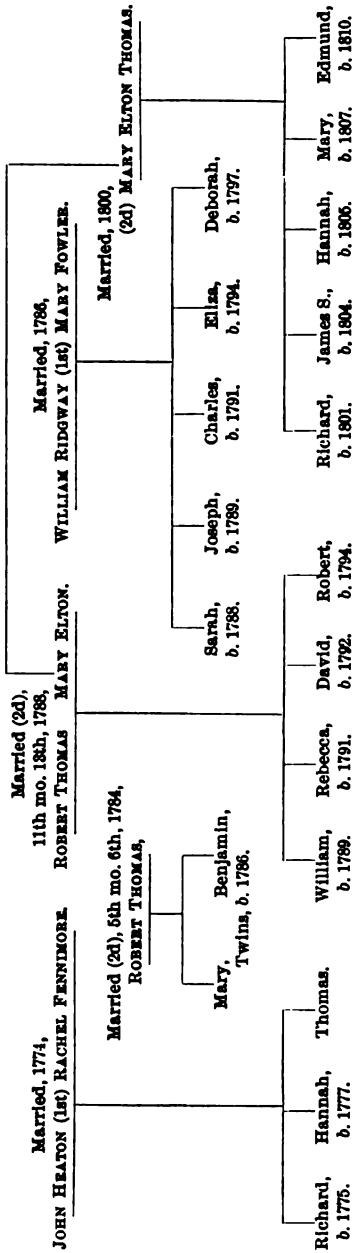 Married, 1774,
JOHN HEATON (1st) RACHEL FENNIMORE.
Married (2d), 5th mo. 6th, 1784,
ROBERT THOMAS,
Mary, Benjamin,
Twins, b. 1786.
Richard, Hannah, Thomas.
b. 1775. b. 1777.
Married (2d),
11th mo. 13th, 1788,
ROBERT THOMAS MARY ELTON.
William, Rebecca, David, Robert,
b. 1789. b. 1791. b. 1792. b. 1794.
Married, 1786,
WILLIAM RIDGWAY (1st) MARY FOWLER.
Sarah, Joseph, Charles, Eliza, Deborah,
b. 1788. b. 1789. b. 1791. b. 1794. b. 1797.
Married, 1800,
(2d) MARY ELTON THOMAS.
Richard, James S., Hannah, Mary, Edmund,
b. 1801. b. 1804. b. 1805. b. 1807. b. 1810.